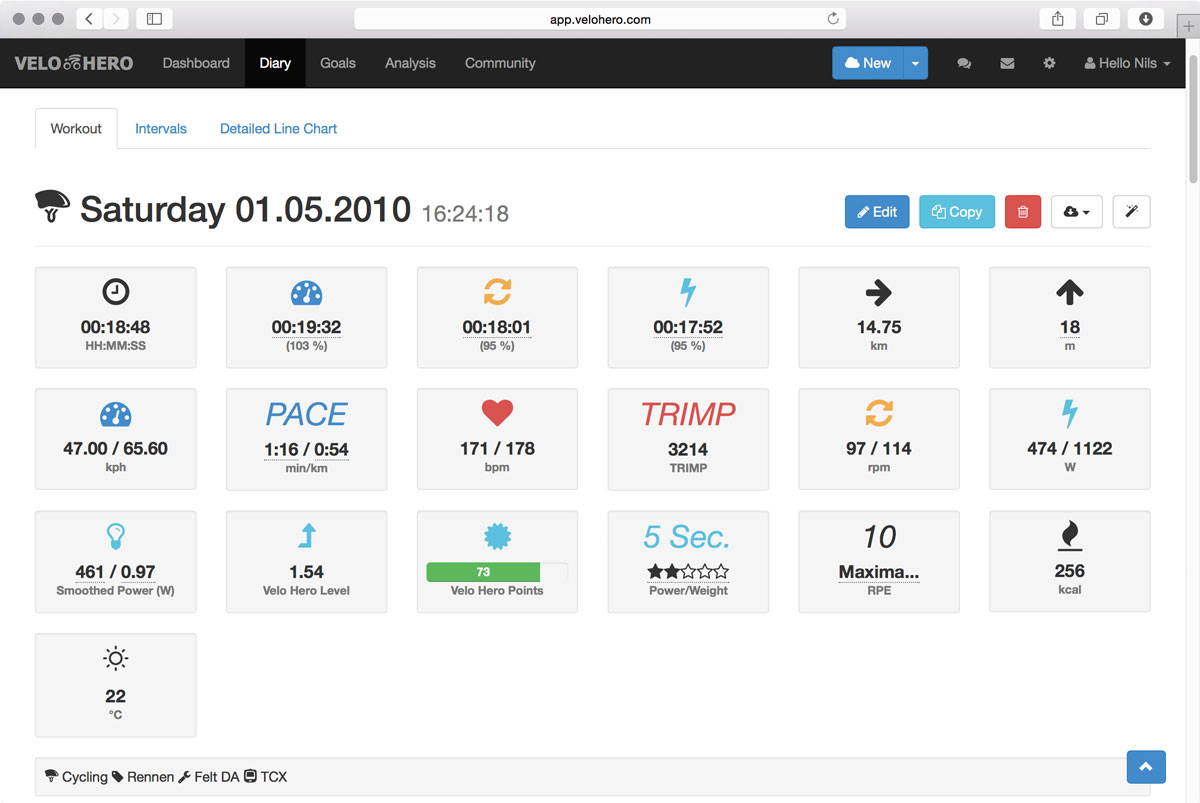 app.velohero.com
VELO HERO Dashboard Diary Goals Analysis Community New Hello Nils
Workout Intervals Detailed Line Chart
Saturday 01.05.2010 16:24:18 Edit Copy
00:18:48 00:19:32 00:18:01 00:17:52 14.75 18
HH:MM:SS (103 %) (95 %) (95 %) km m
PACE TRIMP
47.00 / 65.60 1:16 / 0:54 171 / 178 3214 97 / 114 474 / 1122
kph min/km bpm TRIMP rpm W
5 Sec. 10
461 / 0.97 1.54 73 Maxima... 256
Smoothed Power (W) Velo Hero Level Velo Hero Points Power/Weight RPE kcal
22
°C
Cycling Rennen Felt DA TCX